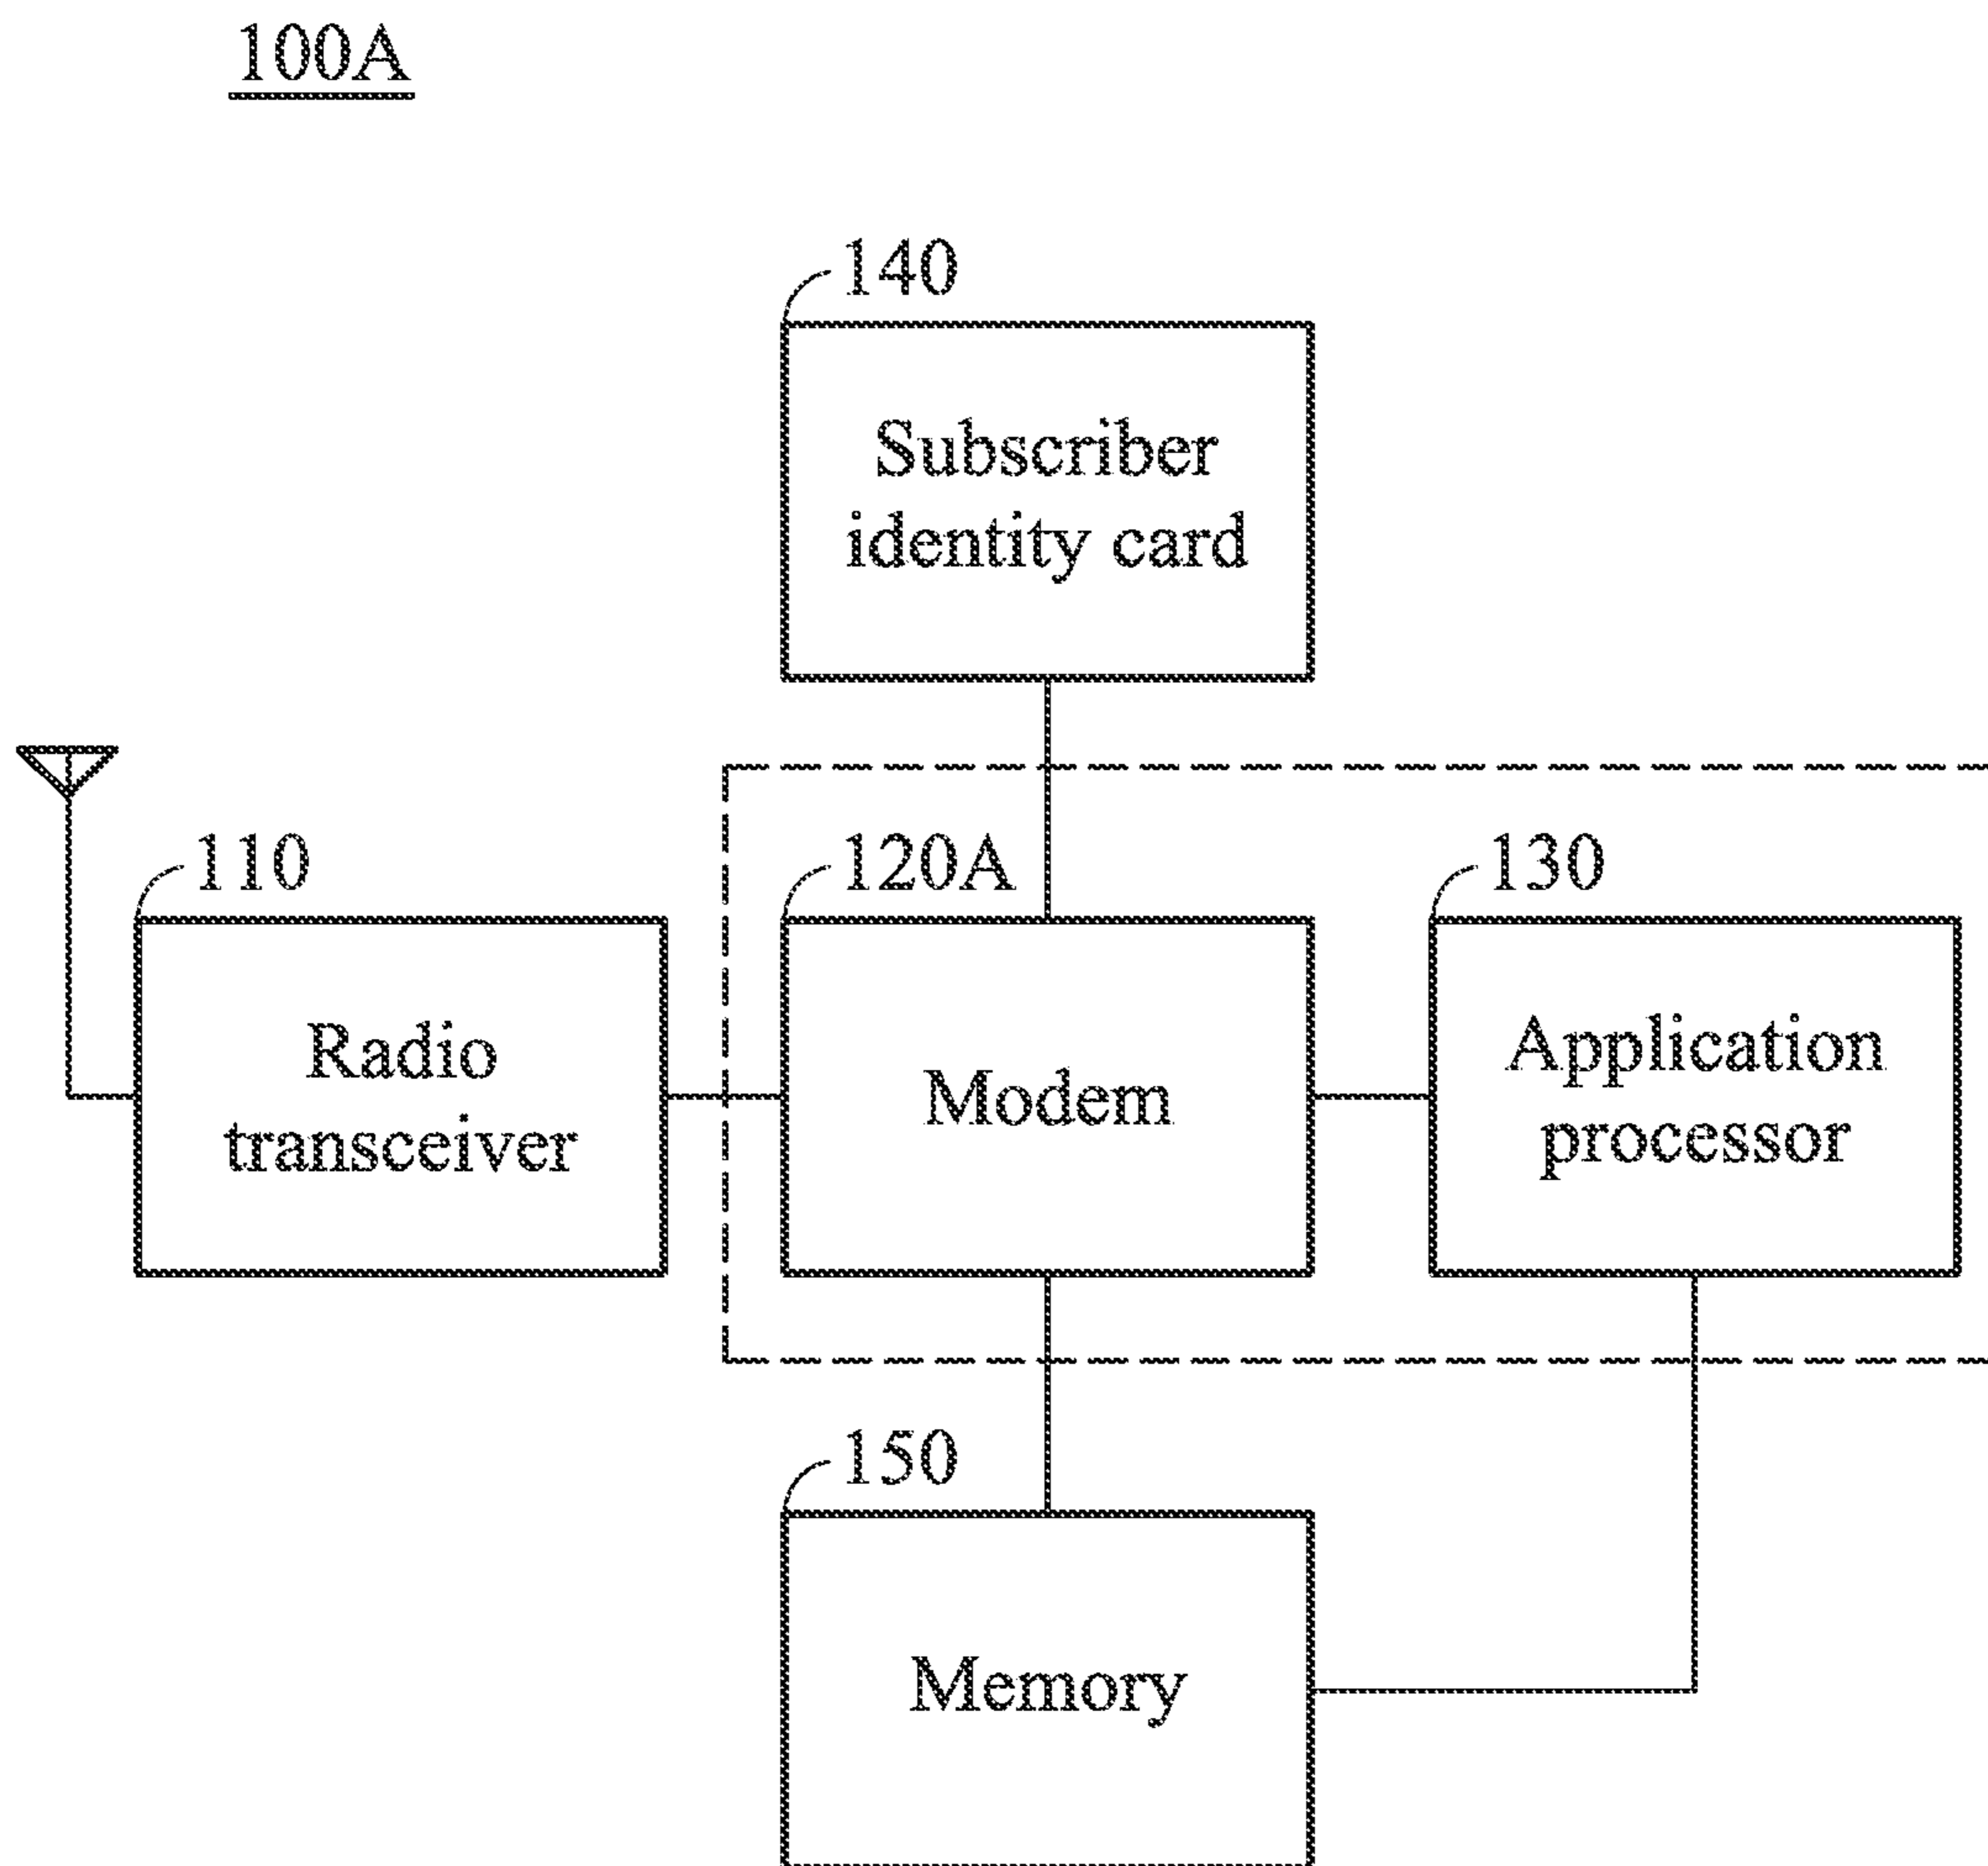 100A
140
Subscriber
identity card
110
120A
130
Radio
transceiver
Modem
Application
processor
150
Memory